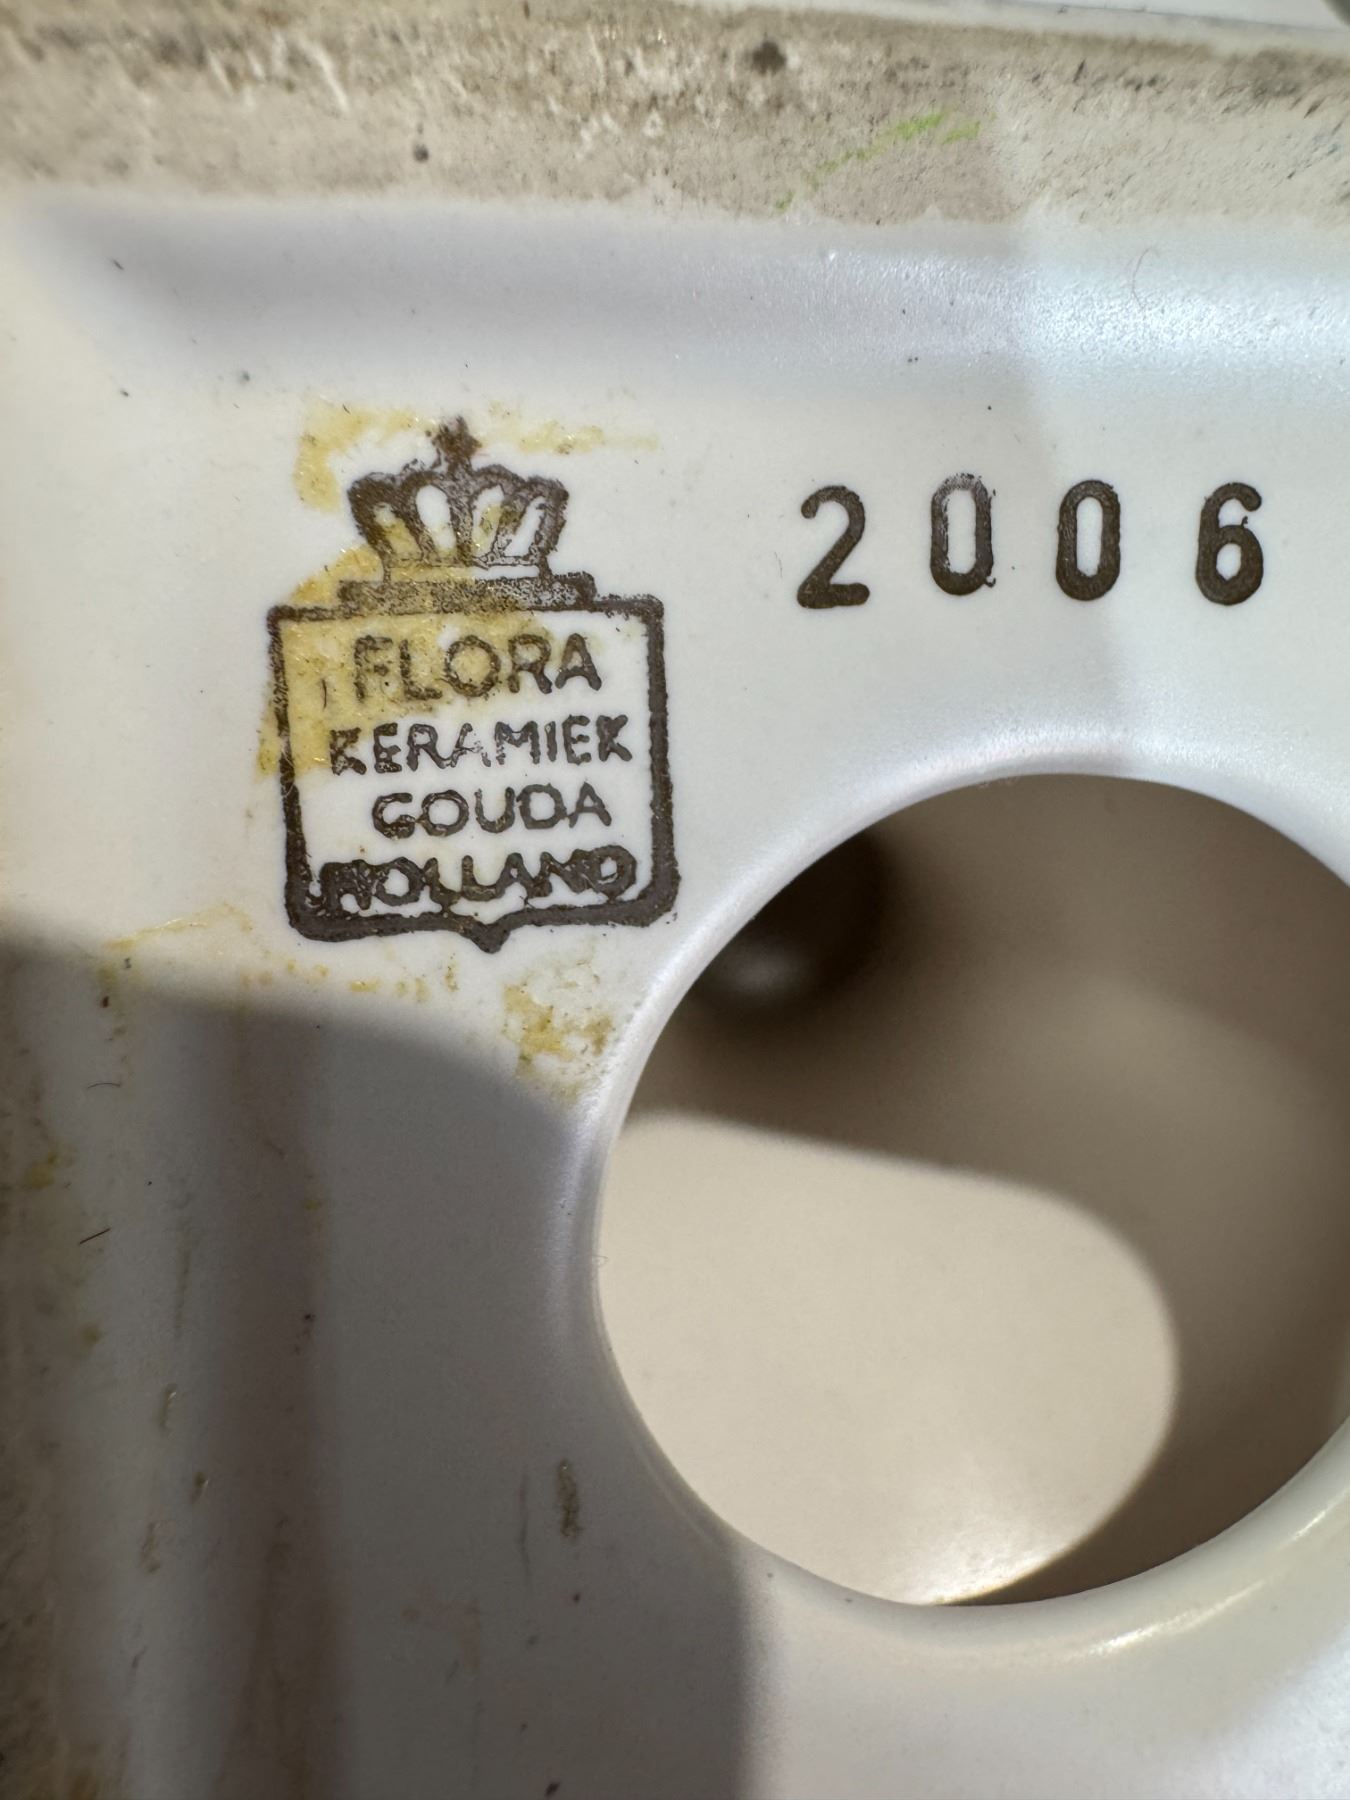 FLORA
KERAMIEK
GOUDA
HOLLAND
2006